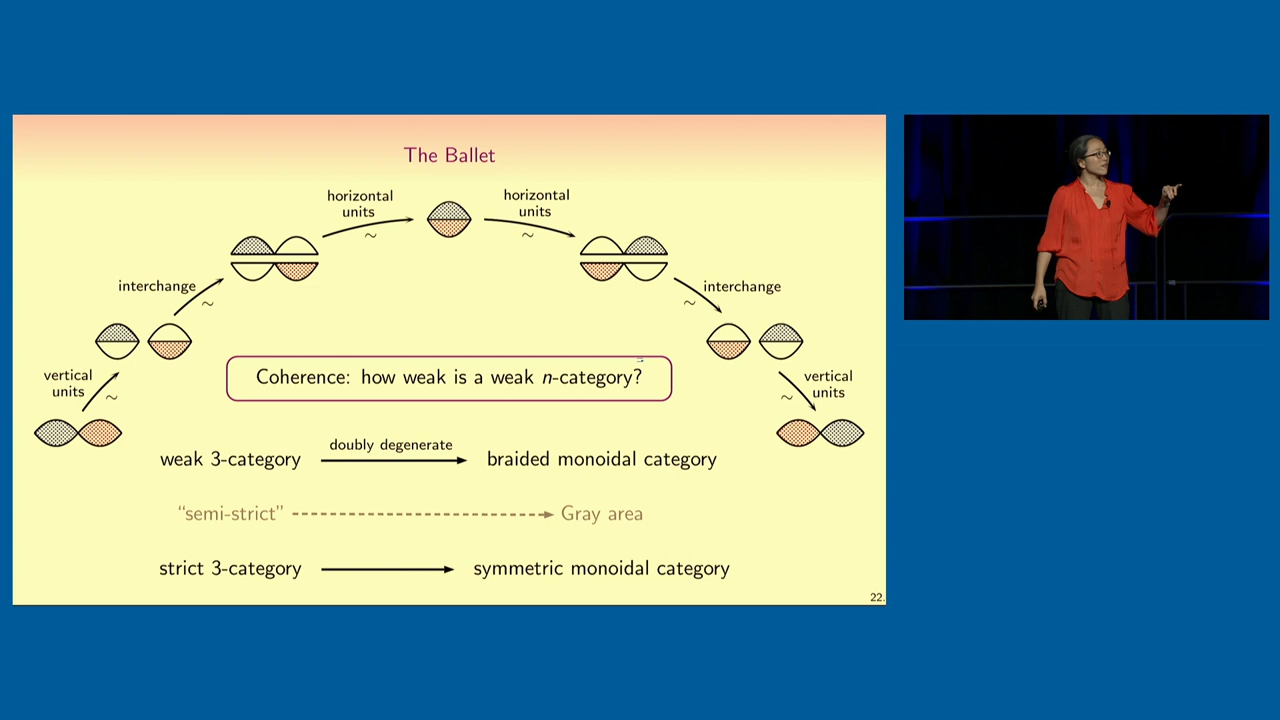 The Ballet
horizontal
units
∼
horizontal
units
∼
interchange
∼
interchange
∼
vertical
units
∼
vertical
units
∼
Coherence: how weak is a weak n-category?
weak 3-category
doubly degenerate
braided monoidal category
“semi-strict”
Gray area
strict 3-category
symmetric monoidal category
22.